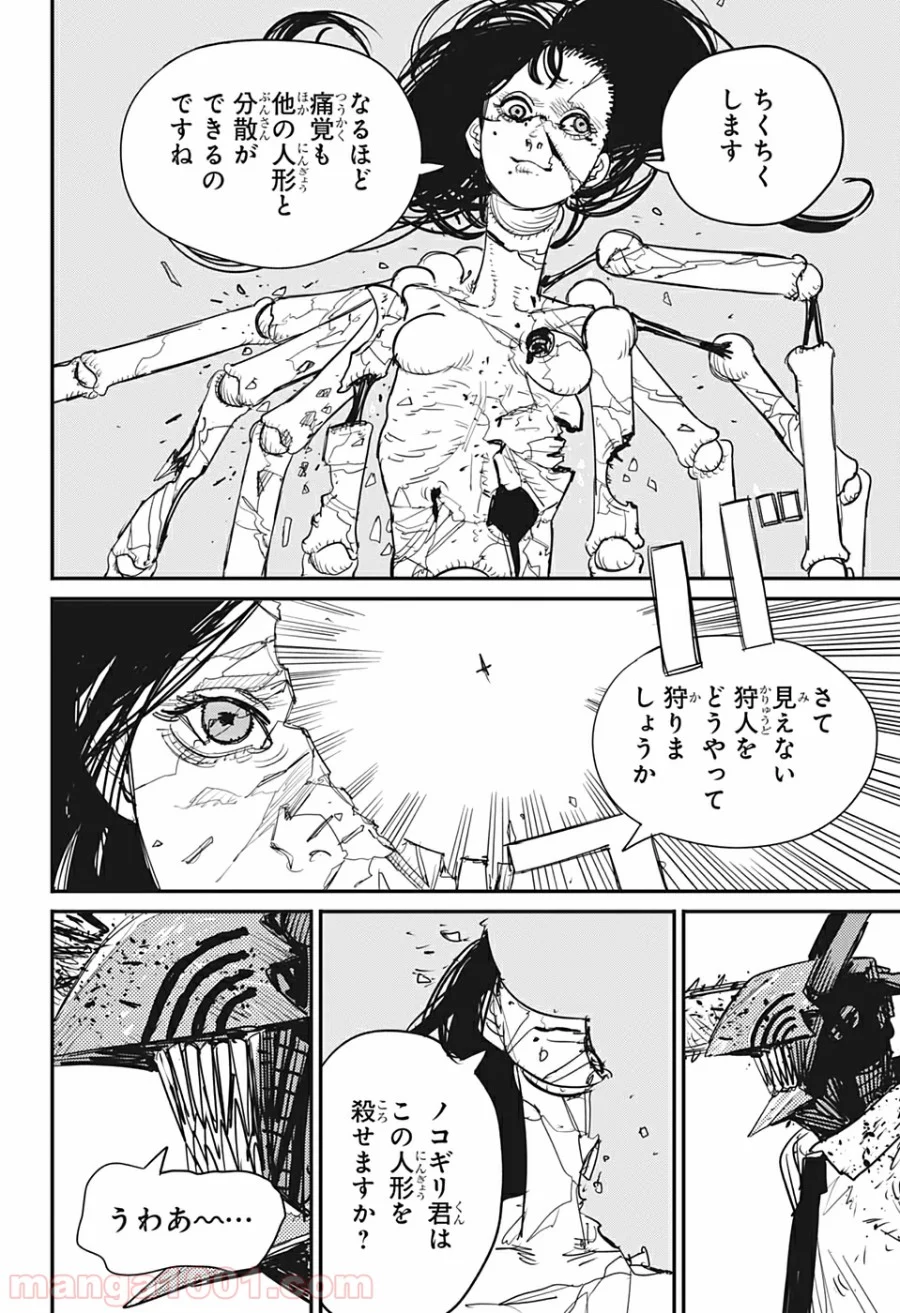 ちくちく
します
なるほど
痛覚も
他の人形と
分散が
できるの
ですね
さて
見えない
狩人を
どうやって
狩りま
しょうか
ノコギリ君は
この人形を
殺せますか?
うわあ〜〜…
manga1001.com